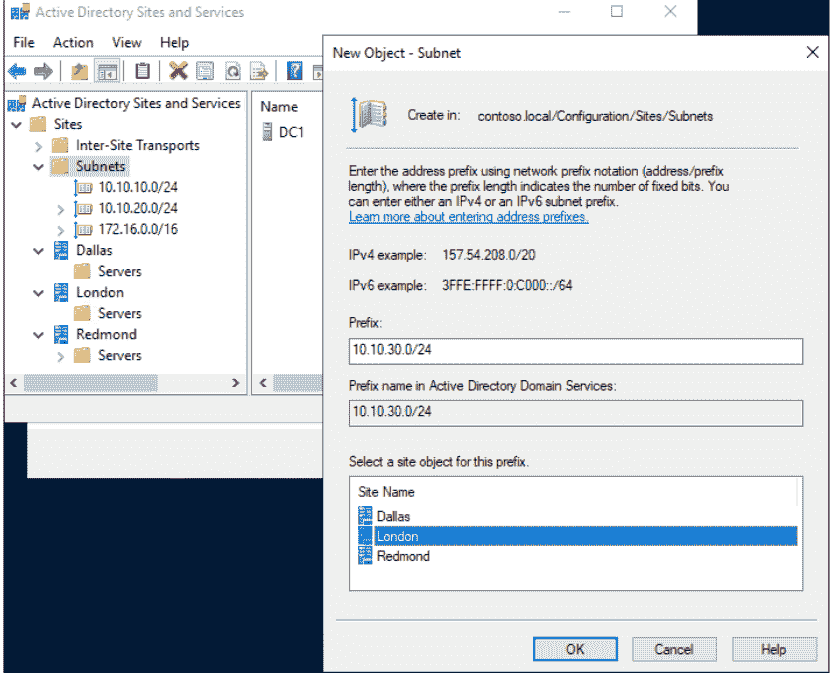 Active Directory Sites and Services
File Action View Help
Active Directory Sites and Services
Sites
Inter-Site Transports
Subnets
10.10.10.0/24
10.10.20.0/24
172.16.0.0/16
Dallas
Servers
London
Servers
Redmond
Servers
Name
DC1
New Object - Subnet
Create in: contoso.local/Configuration/Sites/Subnets
Enter the address prefix using network prefix notation (address/prefix
length), where the prefix length indicates the number of fixed bits. You
can enter either an IPv4 or an IPv6 subnet prefix.
Learn more about entering address prefixes.
IPv4 example: 157.54.208.0/20
IPv6 example: 3FFE:FFFF:0:C000::/64
Prefix:
10.10.30.0/24
Prefix name in Active Directory Domain Services:
10.10.30.0/24
Select a site object for this prefix.
Site Name
Dallas
London
Redmond
OK Cancel Help